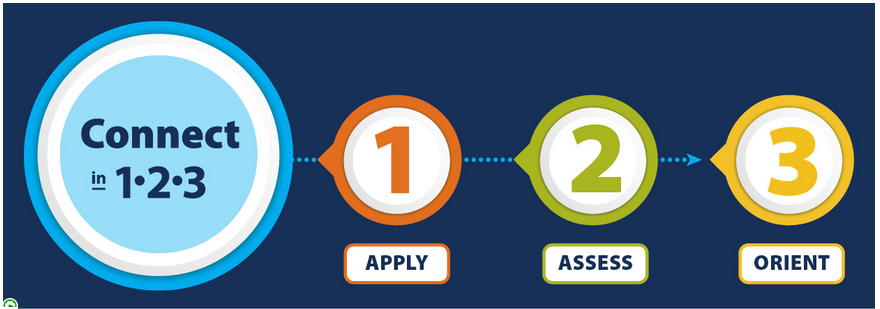 Connect
in 1•2•3
1
2
3
APPLY
ASSESS
ORIENT